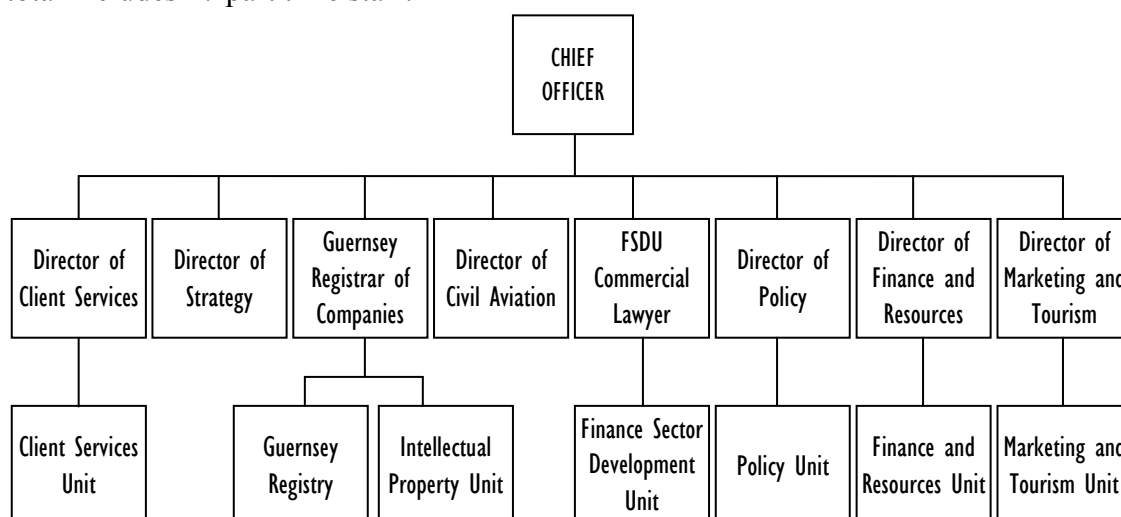 CHIEF
OFFICER
Director of
Client Services
Director of
Strategy
Guernsey
Registrar of
Companies
Director of
Civil Aviation
FSDU
Commercial
Lawyer
Director of
Policy
Director of
Finance and
Resources
Director of
Marketing and
Tourism
Client Services
Unit
Guernsey
Registry
Intellectual
Property Unit
Finance Sector
Development
Unit
Policy Unit
Finance and
Resources Unit
Marketing and
Tourism Unit